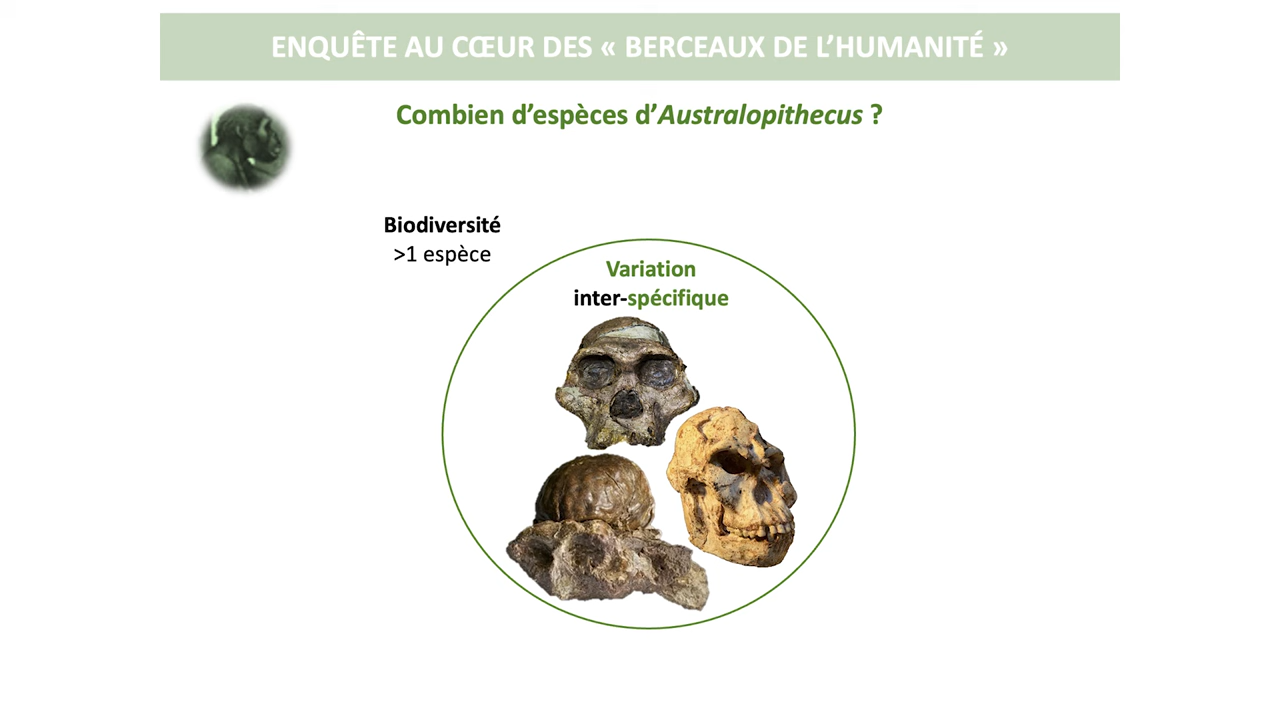 ENQUÊTE AU CŒUR DES « BERCEAUX DE L’HUMANITÉ »
Combien d’espèces d’Australopithecus ?
Biodiversité
>1 espèce
Variation
inter-spécifique